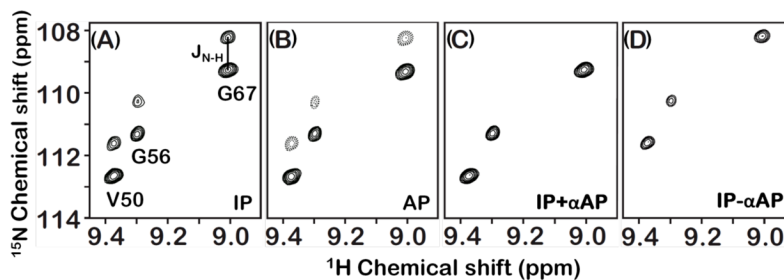 (A) (B) (C) (D)
108
110
112
114
¹⁵N Chemical shift (ppm)
J_N-H
G67
G56
V50
IP
AP
IP+αAP
IP-αAP
9.4 9.2 9.0 9.4 9.2 9.0 9.4 9.2 9.0 9.4 9.2 9.0
¹H Chemical shift (ppm)